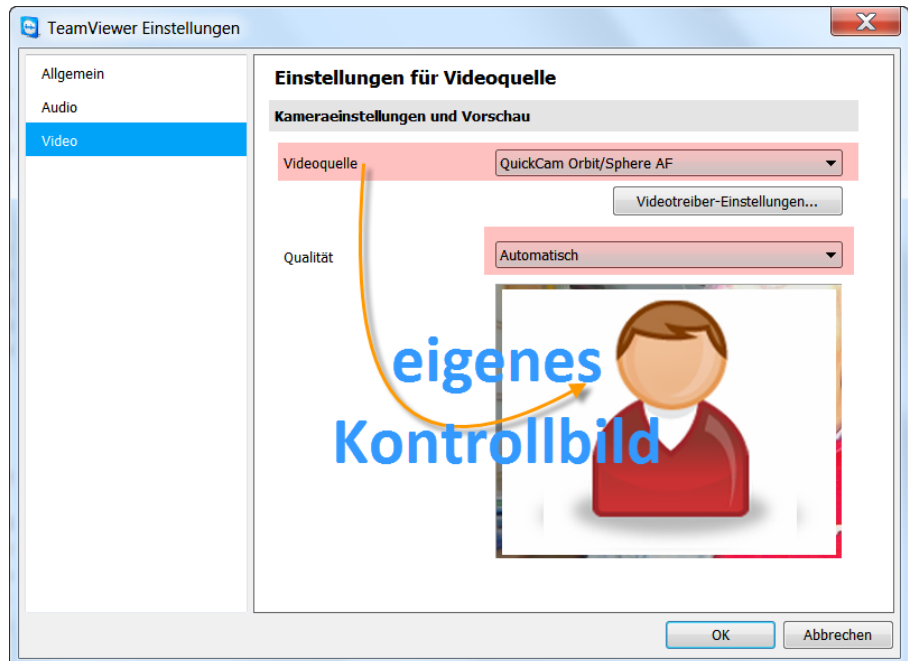 TeamViewer Einstellungen
X
Allgemein
Audio
Video
Einstellungen für Videoquelle
Kameraeinstellungen und Vorschau
Videoquelle
QuickCam Orbit/Sphere AF
Videotreiber-Einstellungen...
Qualität
Automatisch
eigenes
Kontrollbild
OK
Abbrechen